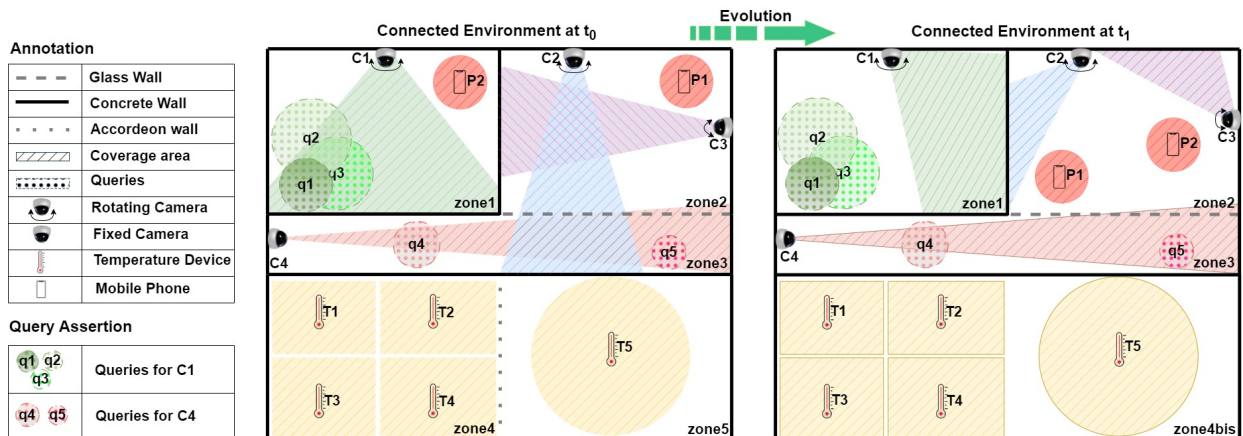 Annotation
Glass Wall
Concrete Wall
Accordeon wall
Coverage area
Queries
Rotating Camera
Fixed Camera
Temperature Device
Mobile Phone
Query Assertion
q1 q2
q3
Queries for C1
q4 q5
Queries for C4
Connected Environment at t0
C1
C2
P2
P1
q2
C3
q3
q1
zone1
zone2
q4
q5
C4
zone3
T1
T2
T5
T3
T4
zone4
zone5
Evolution
Connected Environment at t1
C1
C2
C3
q2
P2
q3
P1
q1
zone1
zone2
q4
q5
C4
zone3
T1
T2
T5
T3
T4
zone4bis